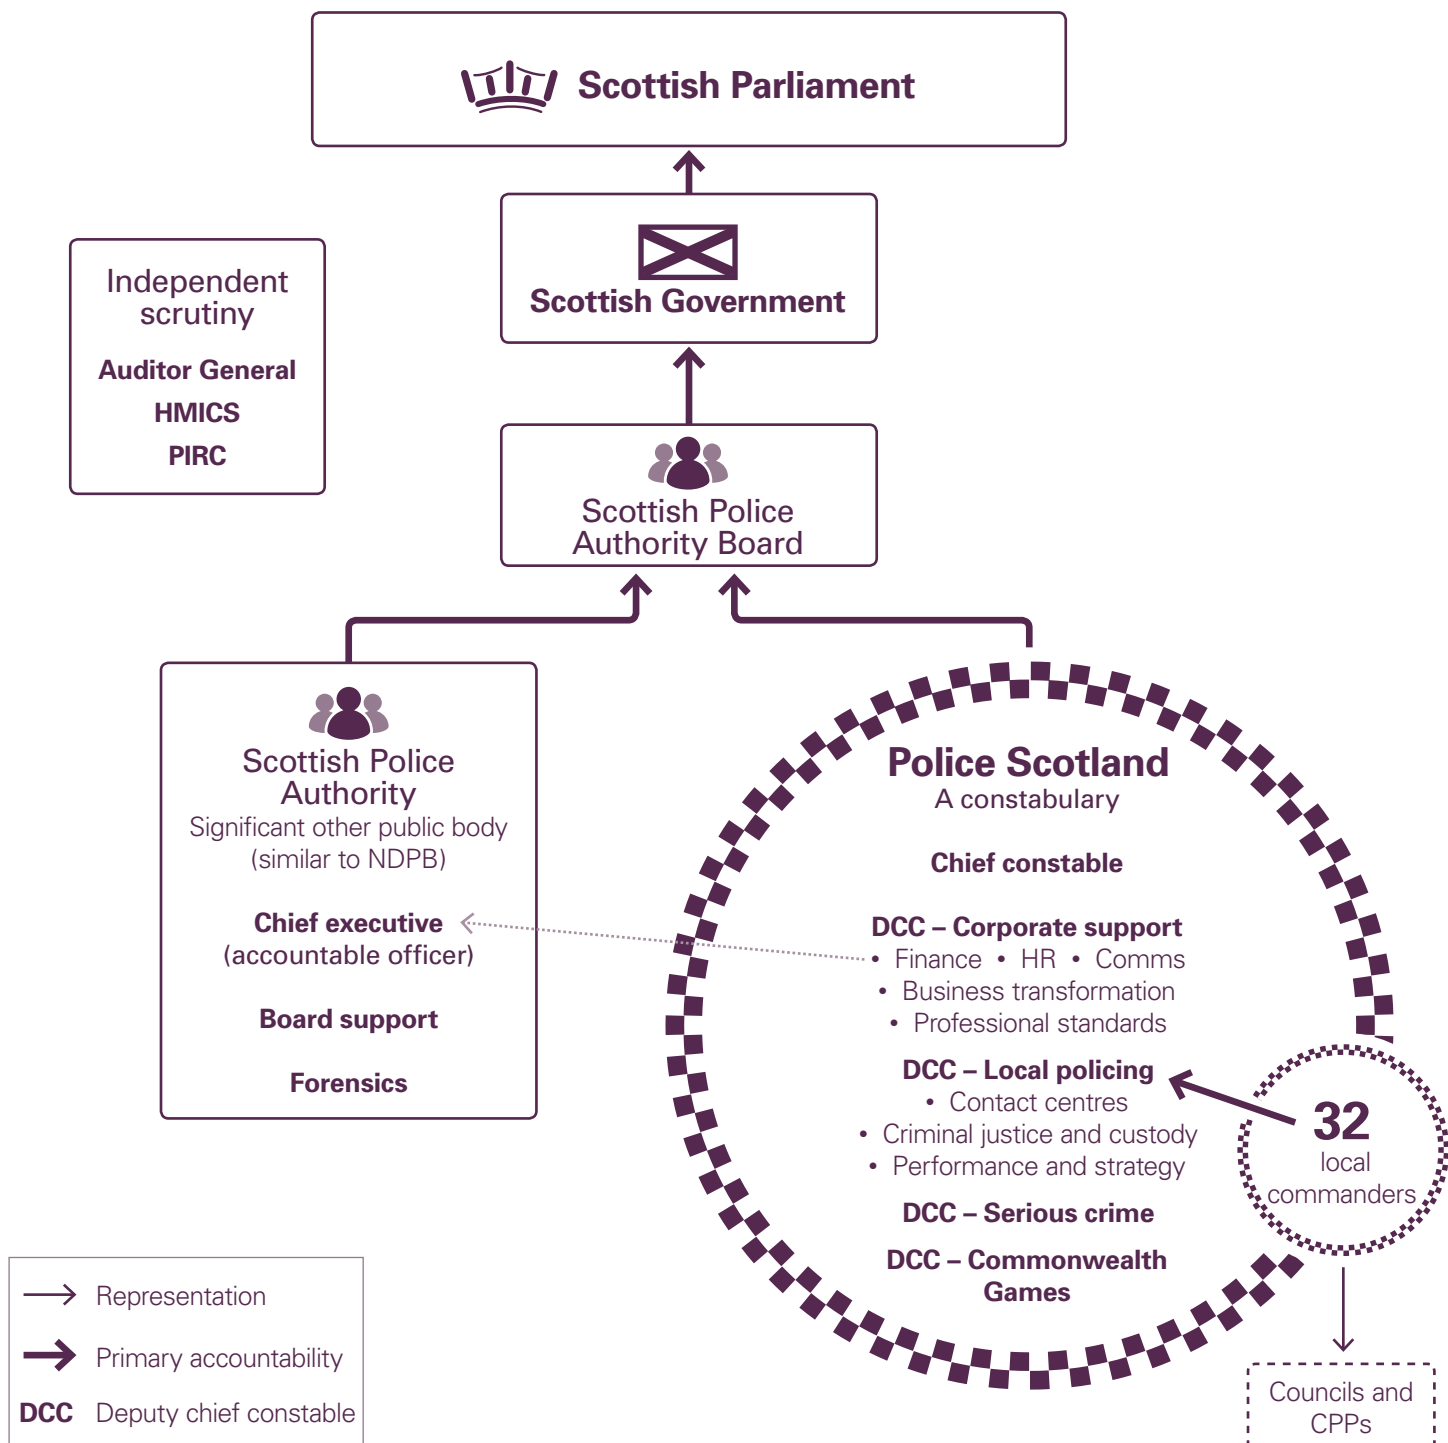 Scottish Parliament
Scottish Government
Independent
scrutiny
Auditor General
HMICS
PIRC
Scottish Police
Authority Board
Scottish Police
Authority
Significant other public body
(similar to NDPB)
Chief executive
(accountable officer)
Board support
Forensics
Police Scotland
A constabulary
Chief constable
DCC – Corporate support
• Finance • HR • Comms
• Business transformation
• Professional standards
DCC – Local policing
• Contact centres
• Criminal justice and custody
• Performance and strategy
DCC – Serious crime
DCC – Commonwealth
Games
32
local
commanders
Councils and
CPPs
Representation
Primary accountability
DCC Deputy chief constable